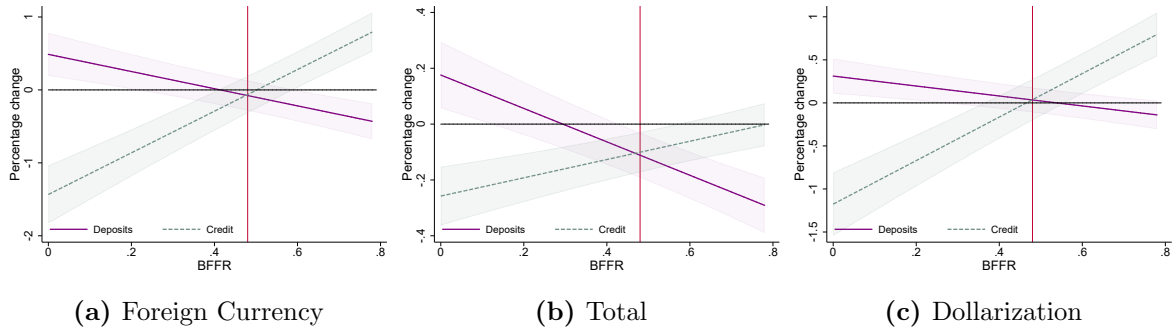 Percentage change
1
0
-1
-2
0
.2
.4
.6
.8
BFFR
Deposits
Credit
(a) Foreign Currency
Percentage change
.4
.2
0
-.2
-.4
0
.2
.4
.6
.8
BFFR
Deposits
Credit
(b) Total
Percentage change
1
.5
0
-.5
-1
-1.5
0
.2
.4
.6
.8
BFFR
Deposits
Credit
(c) Dollarization